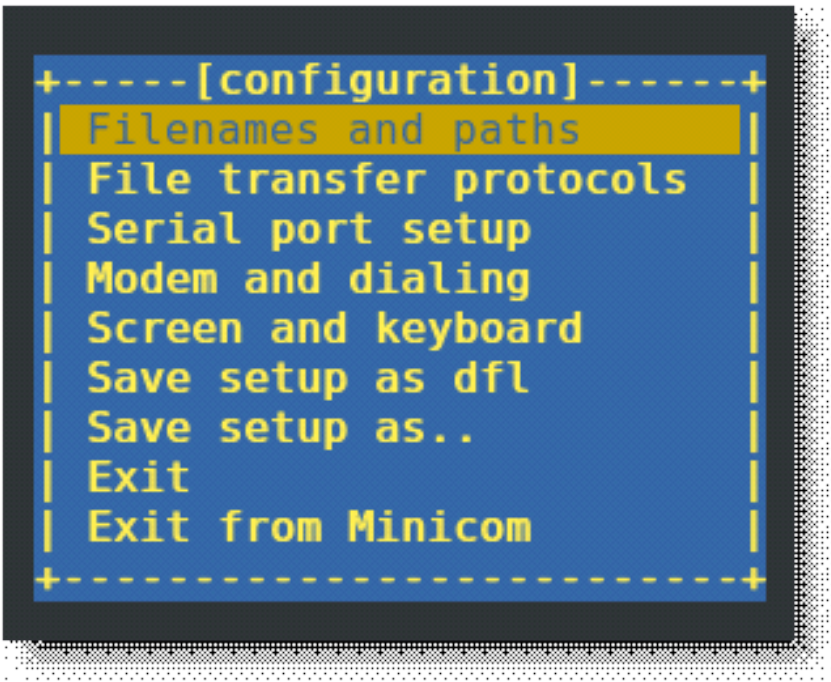 +-----[configuration]------+
| Filenames and paths |
| File transfer protocols |
| Serial port setup |
| Modem and dialing |
| Screen and keyboard |
| Save setup as dfl |
| Save setup as.. |
| Exit |
| Exit from Minicom |
+--------------------------+